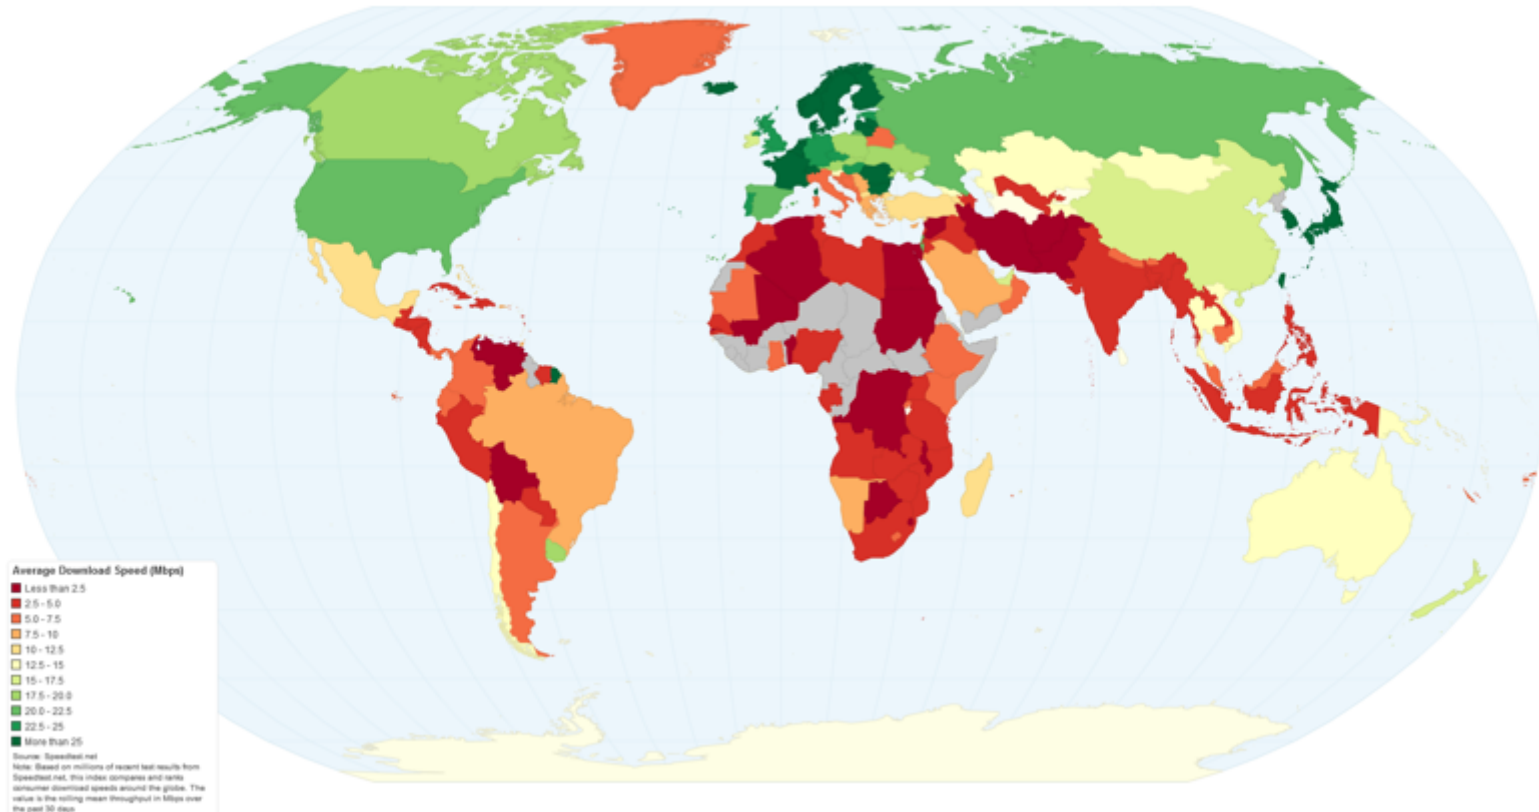 Average Download Speed (Mbps)
Less than 2.5
2.5 - 5.0
5.0 - 7.5
7.5 - 10
10 - 12.5
12.5 - 15
15 - 17.5
17.5 - 20.0
20.0 - 22.5
22.5 - 25
More than 25
Source: Speedtest.net
Note: Based on millions of recent test results from
Speedtest.net, this index compares and ranks
consumer download speeds around the globe. The
value is the rolling mean throughput in Mbps over
the past 30 days